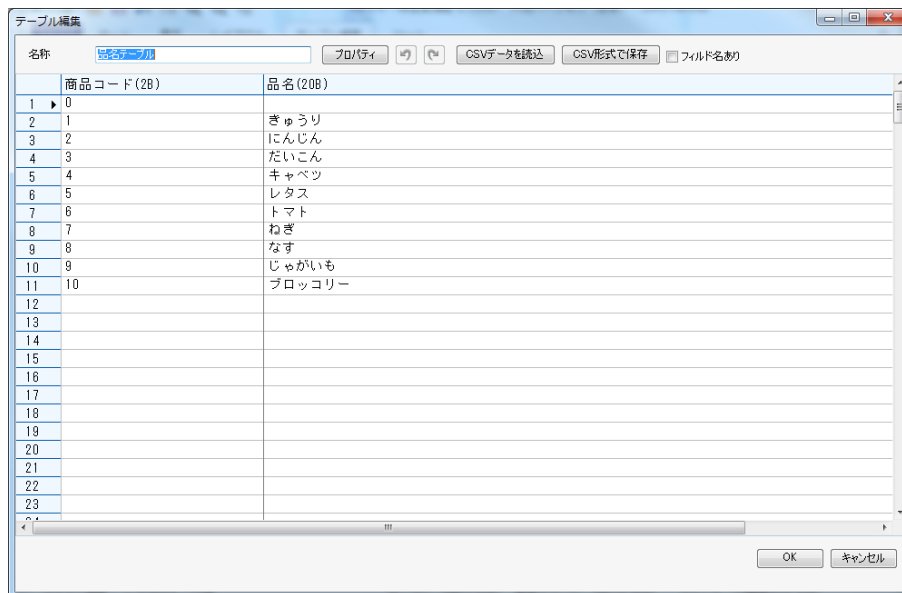 テーブル編集
名称 品名テーブル プロパティ CSVデータを読込 CSV形式で保存 フィルド名あり
商品コード(2B) 品名(20B)
1 0
2 1 きゅうり
3 2 にんじん
4 3 だいこん
5 4 キャベツ
6 5 レタス
7 6 トマト
8 7 ねぎ
9 8 なす
10 9 じゃがいも
11 10 ブロッコリー
12
13
14
15
16
17
18
19
20
21
22
23
OK キャンセル